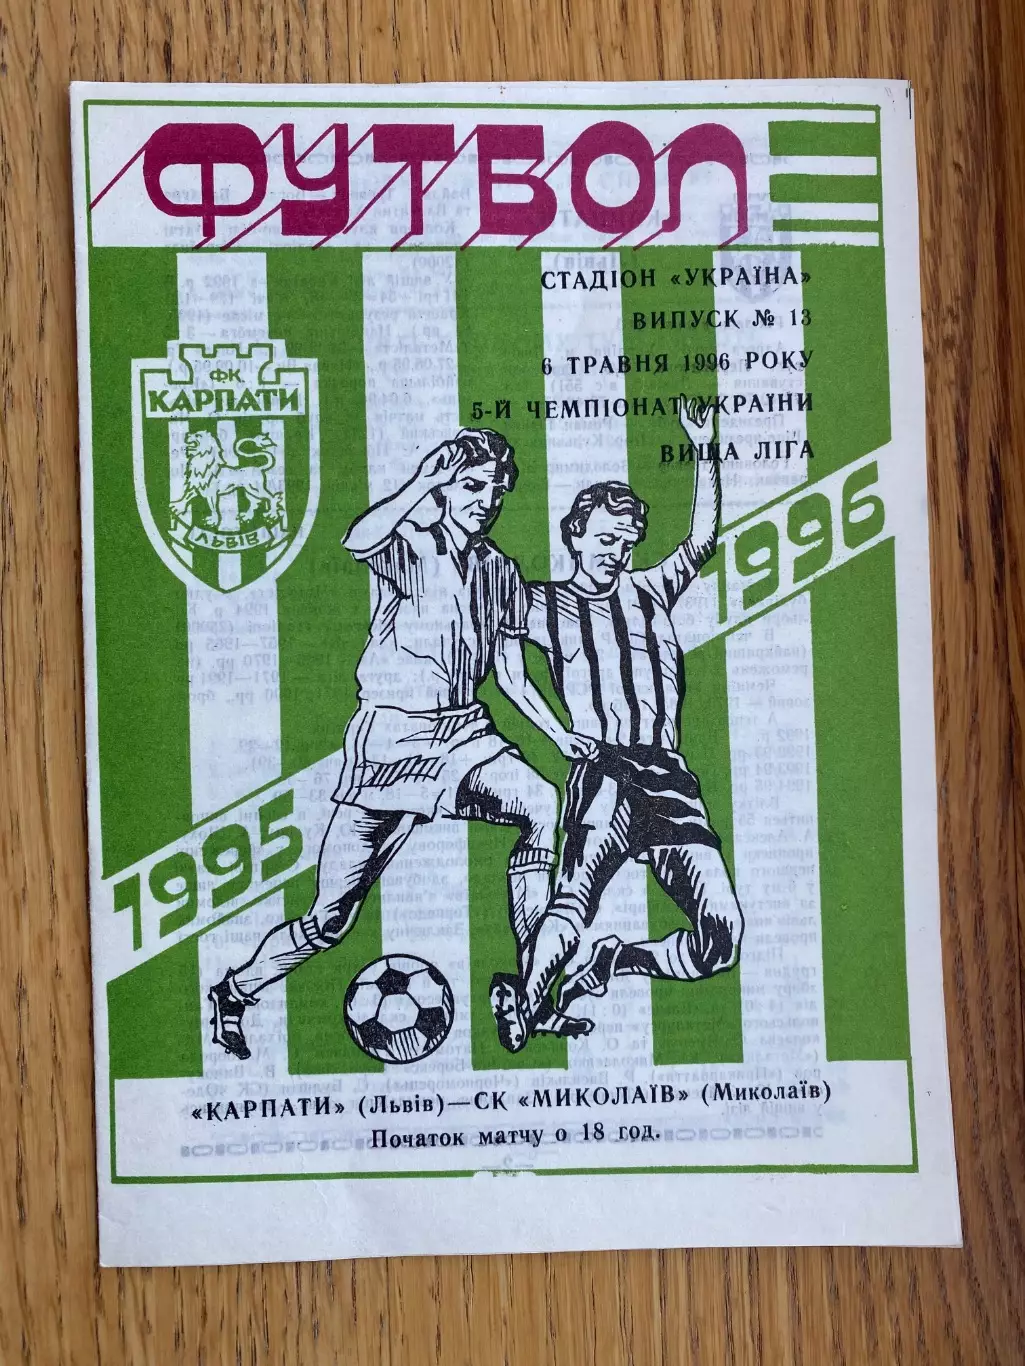 ФУТБОЛ
СТАДІОН «УКРАЇНА»
ВИПУСК № 13
6 ТРАВНЯ 1996 РОКУ
5-Й ЧЕМПІОНАТ УКРАЇНИ
ВИЩА ЛІГА
ФК
КАРПАТИ
ЛЬВІВ
1996
1995
«КАРПАТИ» (Львів)—СК «МИКОЛАЇВ» (Миколаїв)
Початок матчу о 18 год.